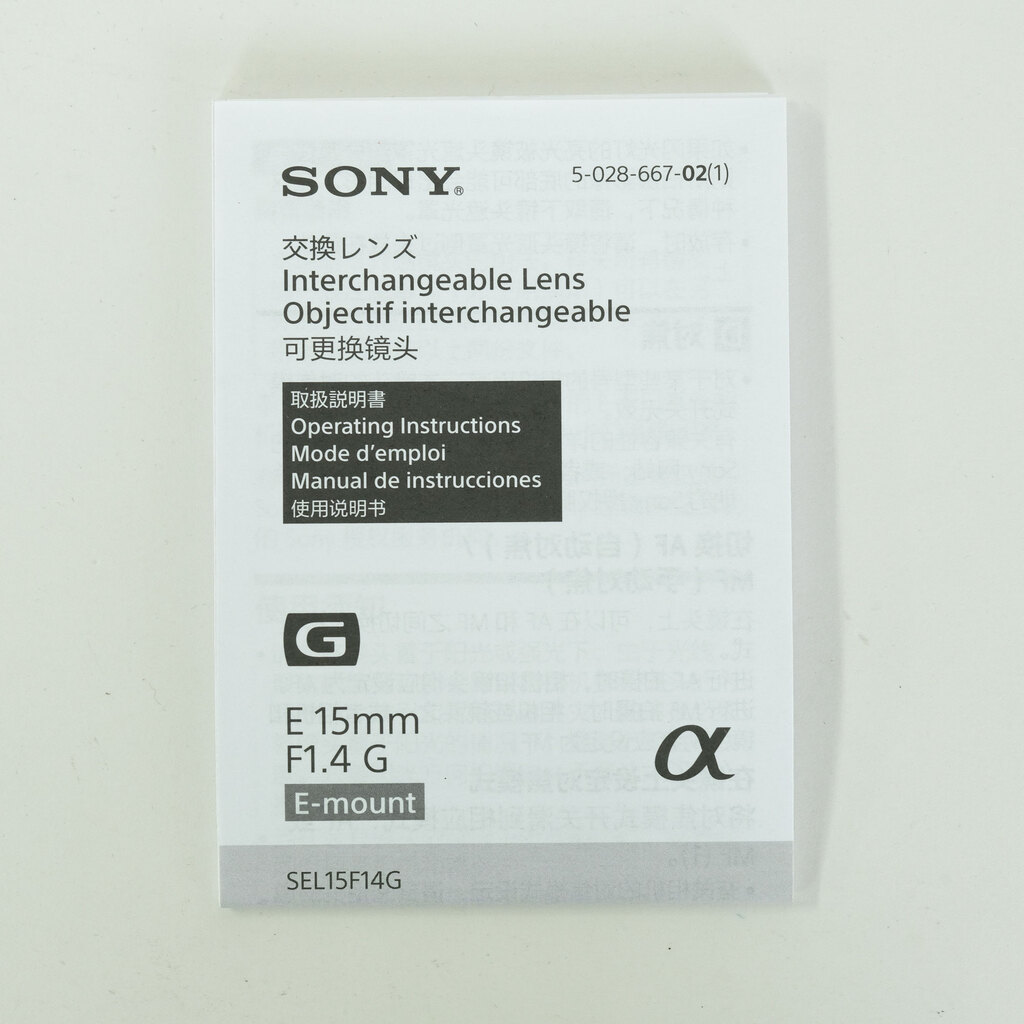 SONY®
5-028-667-02(1)
交換レンズ
Interchangeable Lens
Objectif interchangeable
可更换镜头
取扱説明書
Operating Instructions
Mode d'emploi
Manual de instrucciones
使用说明书
G
E 15mm
F1.4 G
E-mount
α
SEL15F14G